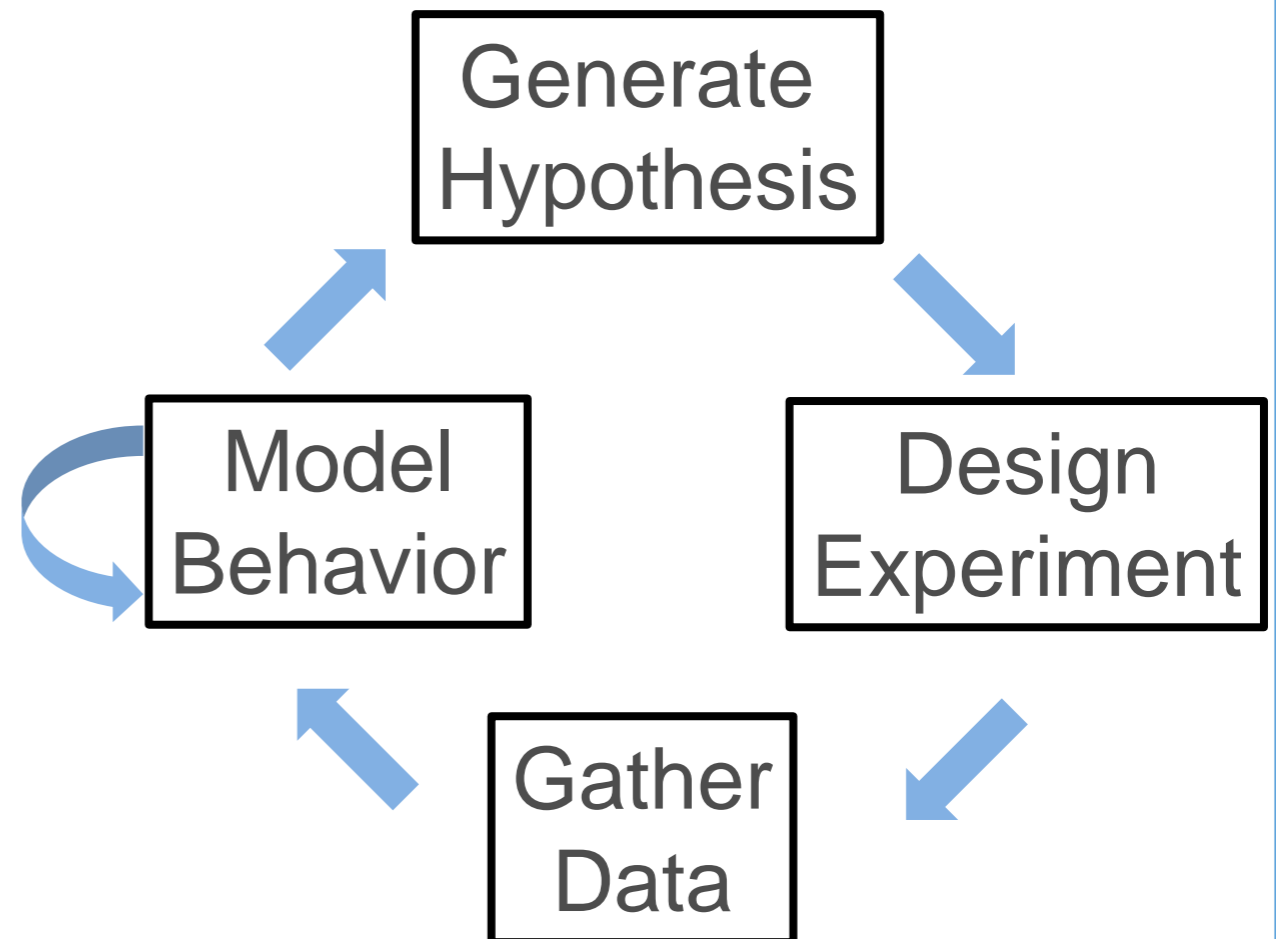 Generate
Hypothesis
Model
Behavior
Design
Experiment
Gather
Data